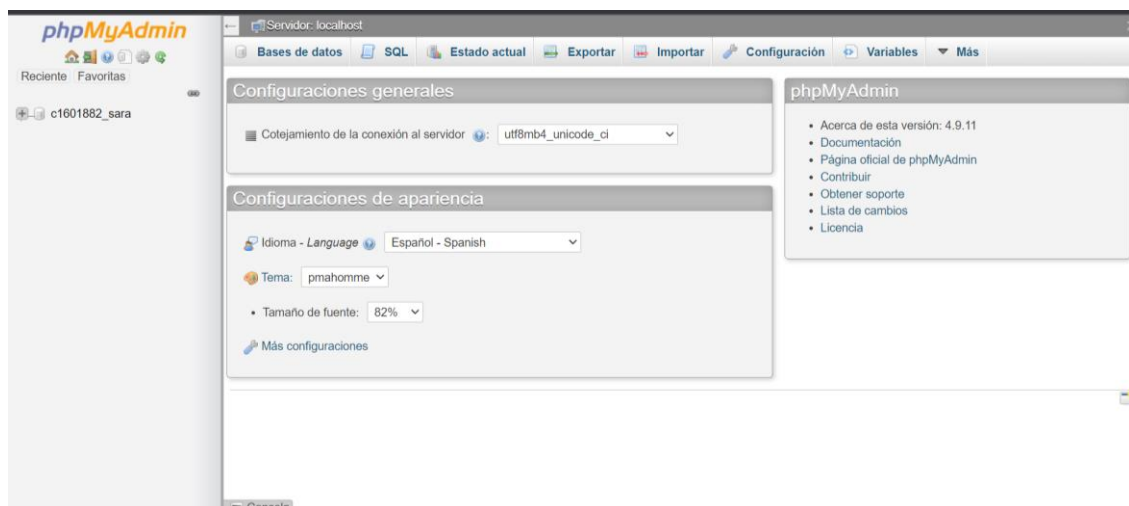 phpMyAdmin
Reciente Favoritas
c1601882_sara
Servidor: localhost
Bases de datos SQL Estado actual Exportar Importar Configuración Variables Más
Configuraciones generales
Cotejamiento de la conexión al servidor : utf8mb4_unicode_ci
Configuraciones de apariencia
Idioma - Language Español - Spanish
Tema: pmahomme
Tamaño de fuente: 82%
Más configuraciones
phpMyAdmin
Acerca de esta versión: 4.9.11
Documentación
Página oficial de phpMyAdmin
Contribuir
Obtener soporte
Lista de cambios
Licencia
Consola